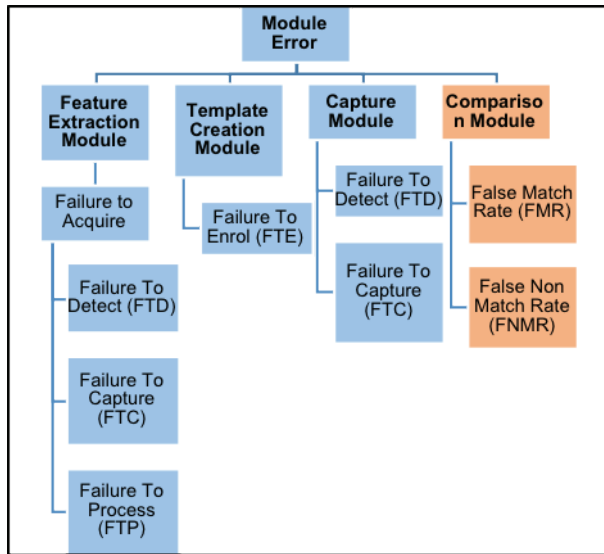 Module
Error
Feature
Extraction
Module
Template
Creation
Module
Capture
Module
Compariso
n Module
Failure to
Acquire
Failure To
Enrol (FTE)
Failure To
Detect (FTD)
False Match
Rate (FMR)
Failure To
Detect (FTD)
Failure To
Capture
(FTC)
False Non
Match Rate
(FNMR)
Failure To
Capture
(FTC)
Failure To
Process
(FTP)